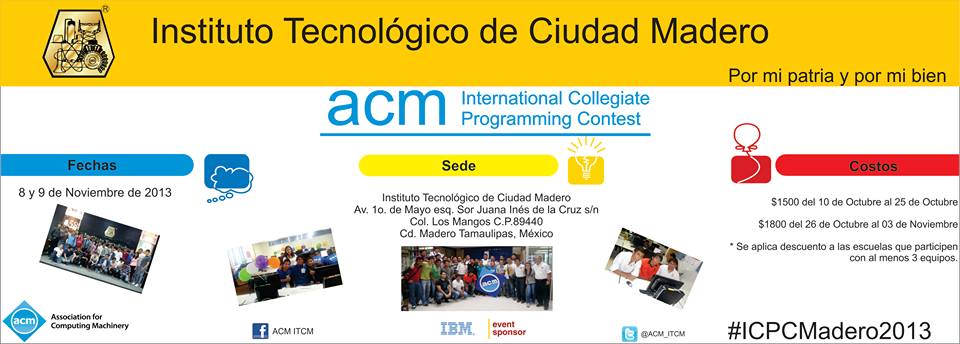 ®
Instituto Tecnológico de Ciudad Madero
Por mi patria y por mi bien
acm
International Collegiate
Programming Contest
Fechas
8 y 9 de Noviembre de 2013
Sede
Instituto Tecnológico de Ciudad Madero
Av. 1o. de Mayo esq. Sor Juana Inés de la Cruz s/n
Col. Los Mangos C.P.89440
Cd. Madero Tamaulipas, México
Costos
$1500 del 10 de Octubre al 25 de Octubre
$1800 del 26 de Octubre al 03 de Noviembre
* Se aplica descuento a las escuelas que participen
con al menos 3 equipos.
acm
acm
Association for
Computing Machinery
ACM ITCM
IBM.
event
sponsor
@ACM_ITCM
#ICPCMadero2013